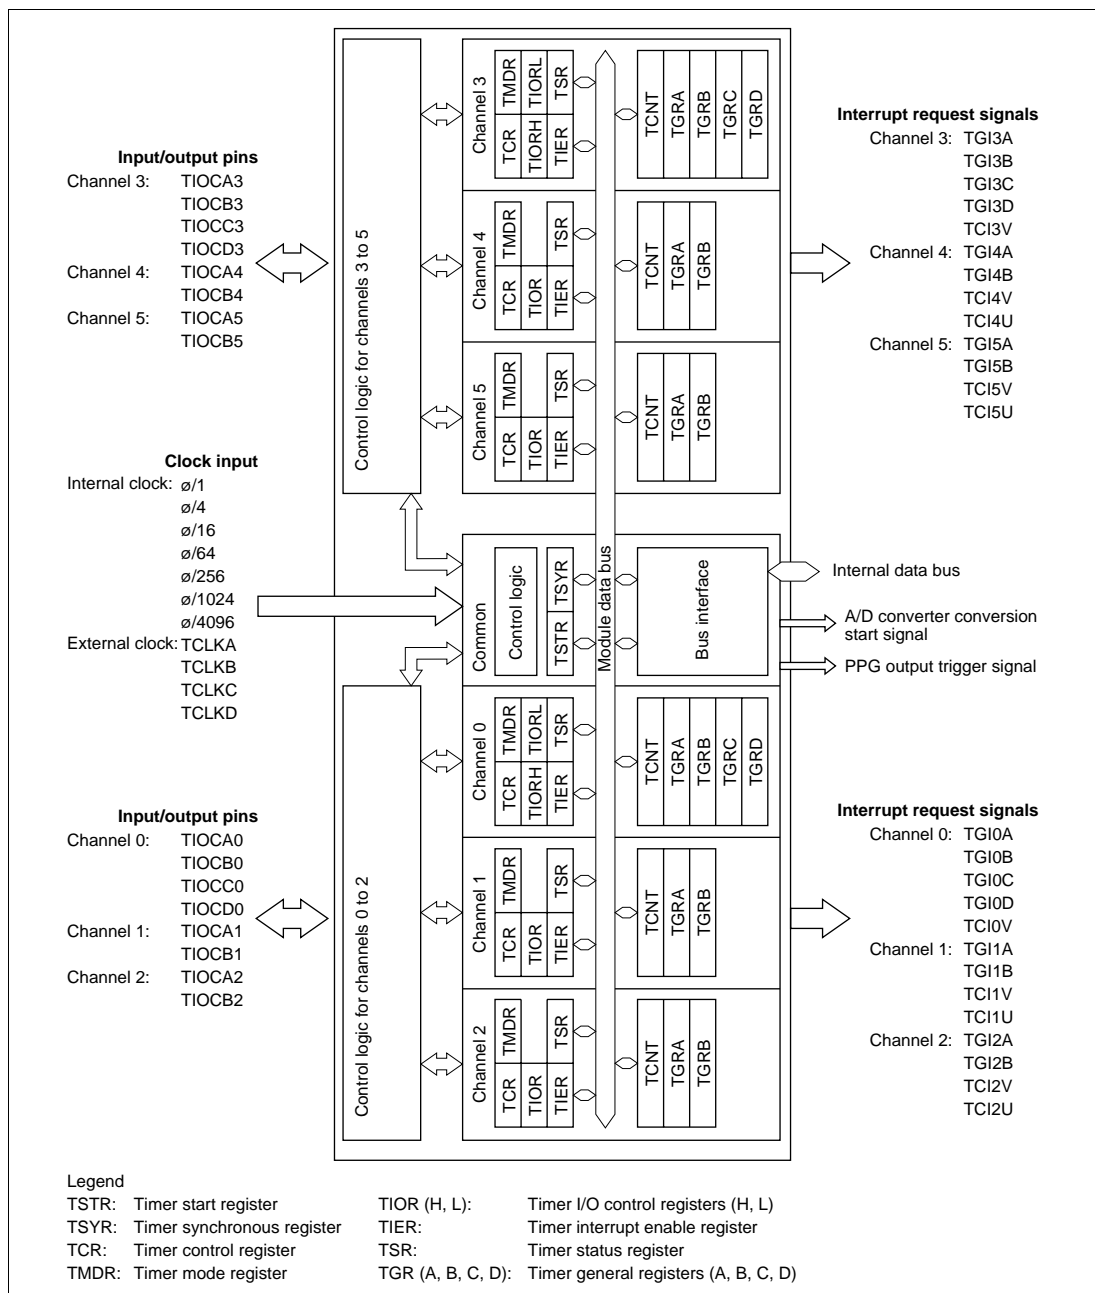 Input/output pins
Channel 3: TIOCA3
TIOCB3
TIOCC3
TIOCD3
Channel 4: TIOCA4
TIOCB4
Channel 5: TIOCA5
TIOCB5
Clock input
Internal clock: ø/1
ø/4
ø/16
ø/64
ø/256
ø/1024
ø/4096
External clock: TCLKA
TCLKB
TCLKC
TCLKD
Input/output pins
Channel 0: TIOCA0
TIOCB0
TIOCC0
TIOCD0
Channel 1: TIOCA1
TIOCB1
Channel 2: TIOCA2
TIOCB2
Control logic for channels 3 to 5
Control logic for channels 0 to 2
Channel 3
TMDR TIORL TSR
TCR TIORH TIER
TCNT TGRA TGRB TGRC TGRD
Channel 4
TMDR TSR
TCR TIOR TIER
TCNT TGRA TGRB
Channel 5
TMDR TSR
TCR TIOR TIER
TCNT TGRA TGRB
Common
Control logic
TSYR
TSTR
Module data bus
Bus interface
Channel 0
TMDR TIORL TSR
TCR TIORH TIER
TCNT TGRA TGRB TGRC TGRD
Channel 1
TMDR TSR
TCR TIOR TIER
TCNT TGRA TGRB
Channel 2
TMDR TSR
TCR TIOR TIER
TCNT TGRA TGRB
Interrupt request signals
Channel 3: TGI3A
TGI3B
TGI3C
TGI3D
TCI3V
Channel 4: TGI4A
TGI4B
TCI4V
TCI4U
Channel 5: TGI5A
TGI5B
TCI5V
TCI5U
Internal data bus
A/D converter conversion
start signal
PPG output trigger signal
Interrupt request signals
Channel 0: TGI0A
TGI0B
TGI0C
TGI0D
TCI0V
Channel 1: TGI1A
TGI1B
TCI1V
TCI1U
Channel 2: TGI2A
TGI2B
TCI2V
TCI2U
Legend
TSTR: Timer start register
TSYR: Timer synchronous register
TCR: Timer control register
TMDR: Timer mode register
TIOR (H, L): Timer I/O control registers (H, L)
TIER: Timer interrupt enable register
TSR: Timer status register
TGR (A, B, C, D): Timer general registers (A, B, C, D)